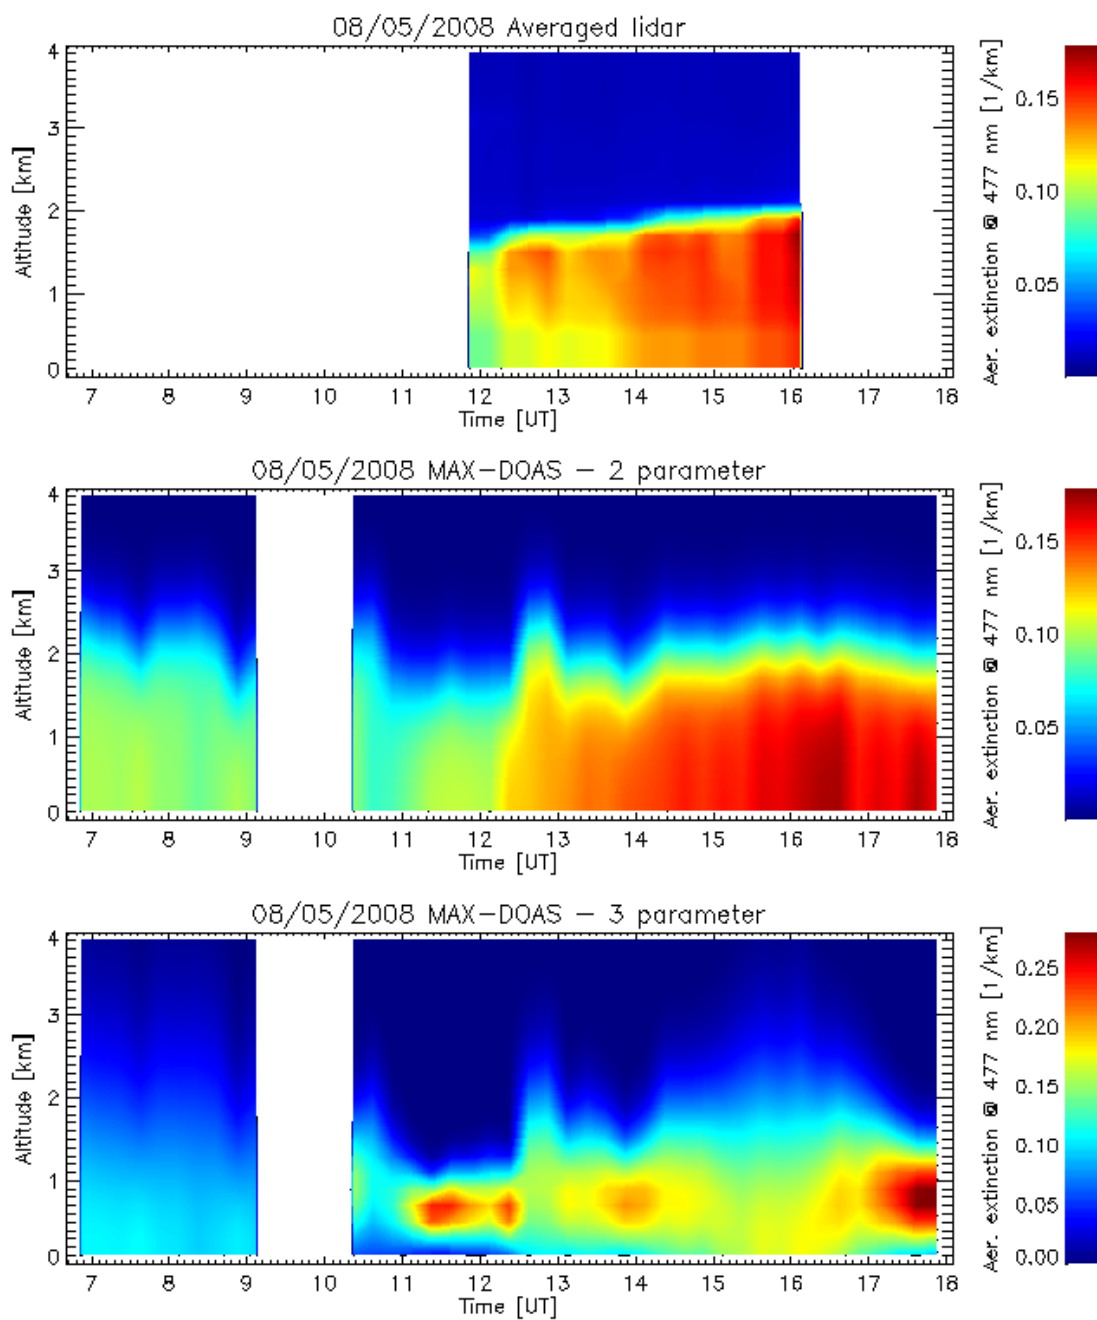 08/05/2008 Averaged lidar
Altitude [km]
4
3
2
1
0
7 8 9 10 11 12 13 14 15 16 17 18
Time [UT]
Aer. extinction @ 477 nm [1/km]
0.15
0.10
0.05
08/05/2008 MAX-DOAS – 2 parameter
Altitude [km]
4
3
2
1
0
7 8 9 10 11 12 13 14 15 16 17 18
Time [UT]
Aer. extinction @ 477 nm [1/km]
0.15
0.10
0.05
08/05/2008 MAX-DOAS – 3 parameter
Altitude [km]
4
3
2
1
0
7 8 9 10 11 12 13 14 15 16 17 18
Time [UT]
Aer. extinction @ 477 nm [1/km]
0.25
0.20
0.15
0.10
0.05
0.00